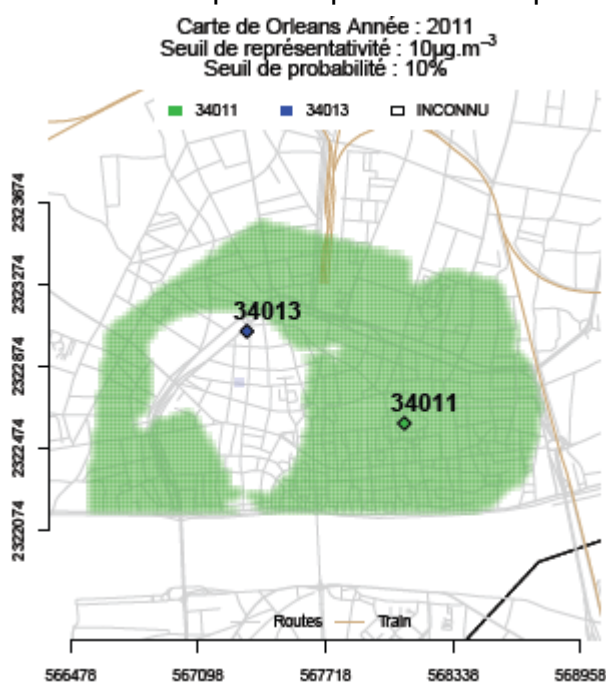 Carte de Orleans Année : 2011
Seuil de représentativité : 10µg.m⁻³
Seuil de probabilité : 10%
34011 34013 INCONNU
2323674
2323274
2322874
2322474
2322074
34013
34011
Routes Train
566478 567098 567718 568338 568958